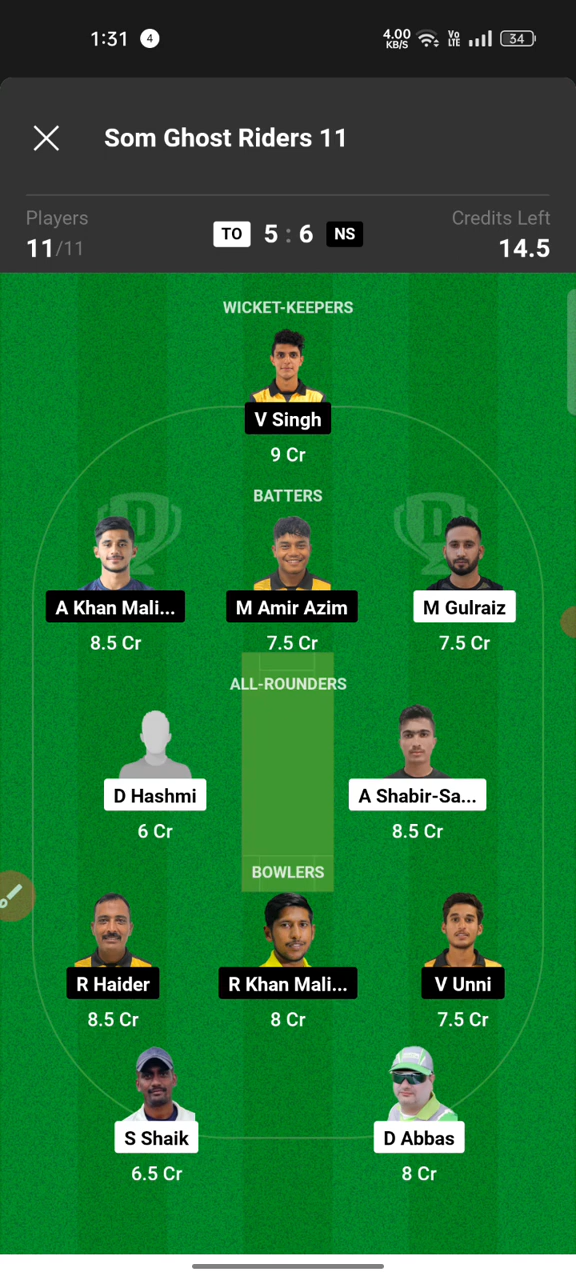 1:31 4 4.00 KB/S Vo LTE 34
Som Ghost Riders 11
Players Credits Left
11/11 TO 5 : 6 NS 14.5
WICKET-KEEPERS
V Singh
9 Cr
BATTERS
A Khan Mali... M Amir Azim M Gulraiz
8.5 Cr 7.5 Cr 7.5 Cr
ALL-ROUNDERS
D Hashmi A Shabir-Sa...
6 Cr 8.5 Cr
BOWLERS
R Haider R Khan Mali... V Unni
8.5 Cr 8 Cr 7.5 Cr
S Shaik D Abbas
6.5 Cr 8 Cr